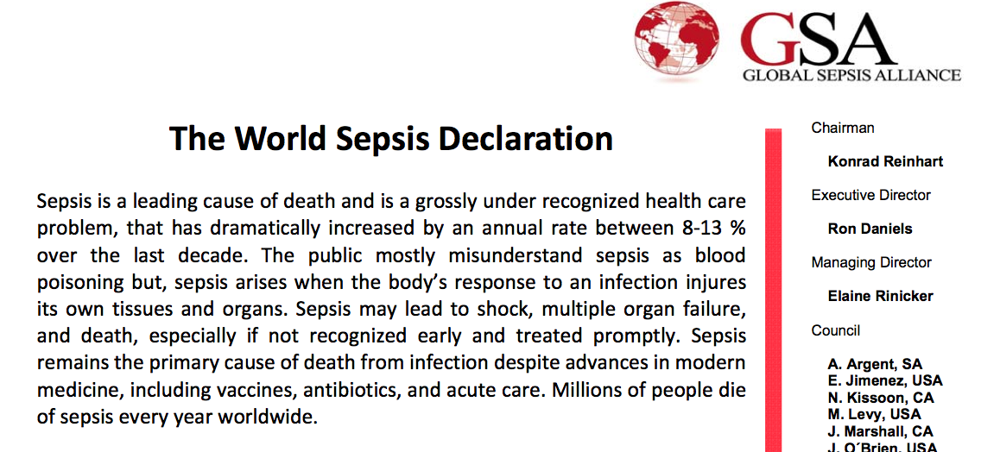 GSA
GLOBAL SEPSIS ALLIANCE
The World Sepsis Declaration
Sepsis is a leading cause of death and is a grossly under recognized health care
problem, that has dramatically increased by an annual rate between 8-13 %
over the last decade. The public mostly misunderstand sepsis as blood
poisoning but, sepsis arises when the body’s response to an infection injures
its own tissues and organs. Sepsis may lead to shock, multiple organ failure,
and death, especially if not recognized early and treated promptly. Sepsis
remains the primary cause of death from infection despite advances in modern
medicine, including vaccines, antibiotics, and acute care. Millions of people die
of sepsis every year worldwide.
Chairman
Konrad Reinhart
Executive Director
Ron Daniels
Managing Director
Elaine Rinicker
Council
A. Argent, SA
E. Jimenez, USA
N. Kissoon, CA
M. Levy, USA
J. Marshall, CA
J. O´Brien, USA